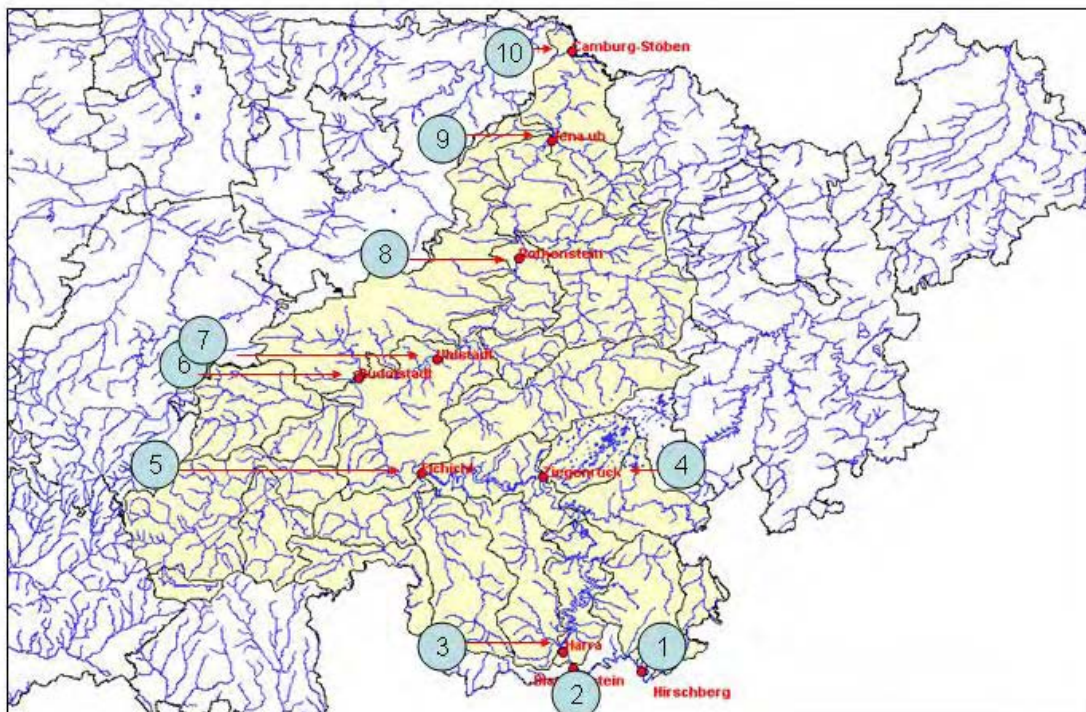 10 Camburg-Stöben
9 Jena ub
8 Rothenstein
7 Uhlstädt
6 Rudolstadt
5 Eichicht Ziegenrück 4
3 Harra 1
2 Hirschberg